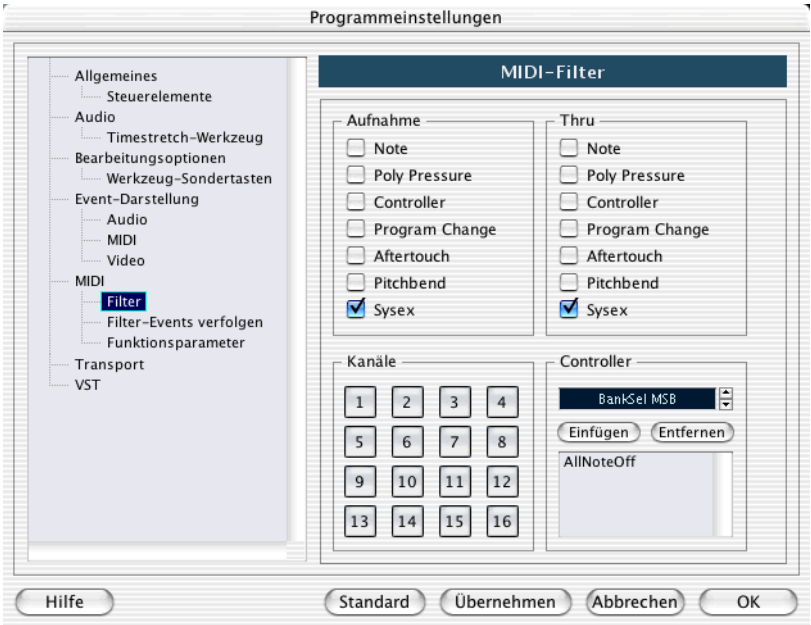 Programmeinstellungen
Allgemeines
Steuerelemente
Audio
Timestretch-Werkzeug
Bearbeitungsoptionen
Werkzeug-Sondertasten
Event-Darstellung
Audio
MIDI
Video
MIDI
Filter
Filter-Events verfolgen
Funktionsparameter
Transport
VST
MIDI-Filter
Aufnahme
Note
Poly Pressure
Controller
Program Change
Aftertouch
Pitchbend
Sysex
Thru
Note
Poly Pressure
Controller
Program Change
Aftertouch
Pitchbend
Sysex
Kanäle
1 2 3 4
5 6 7 8
9 10 11 12
13 14 15 16
Controller
BankSel MSB
Einfügen Entfernen
AllNoteOff
Hilfe Standard Übernehmen Abbrechen OK